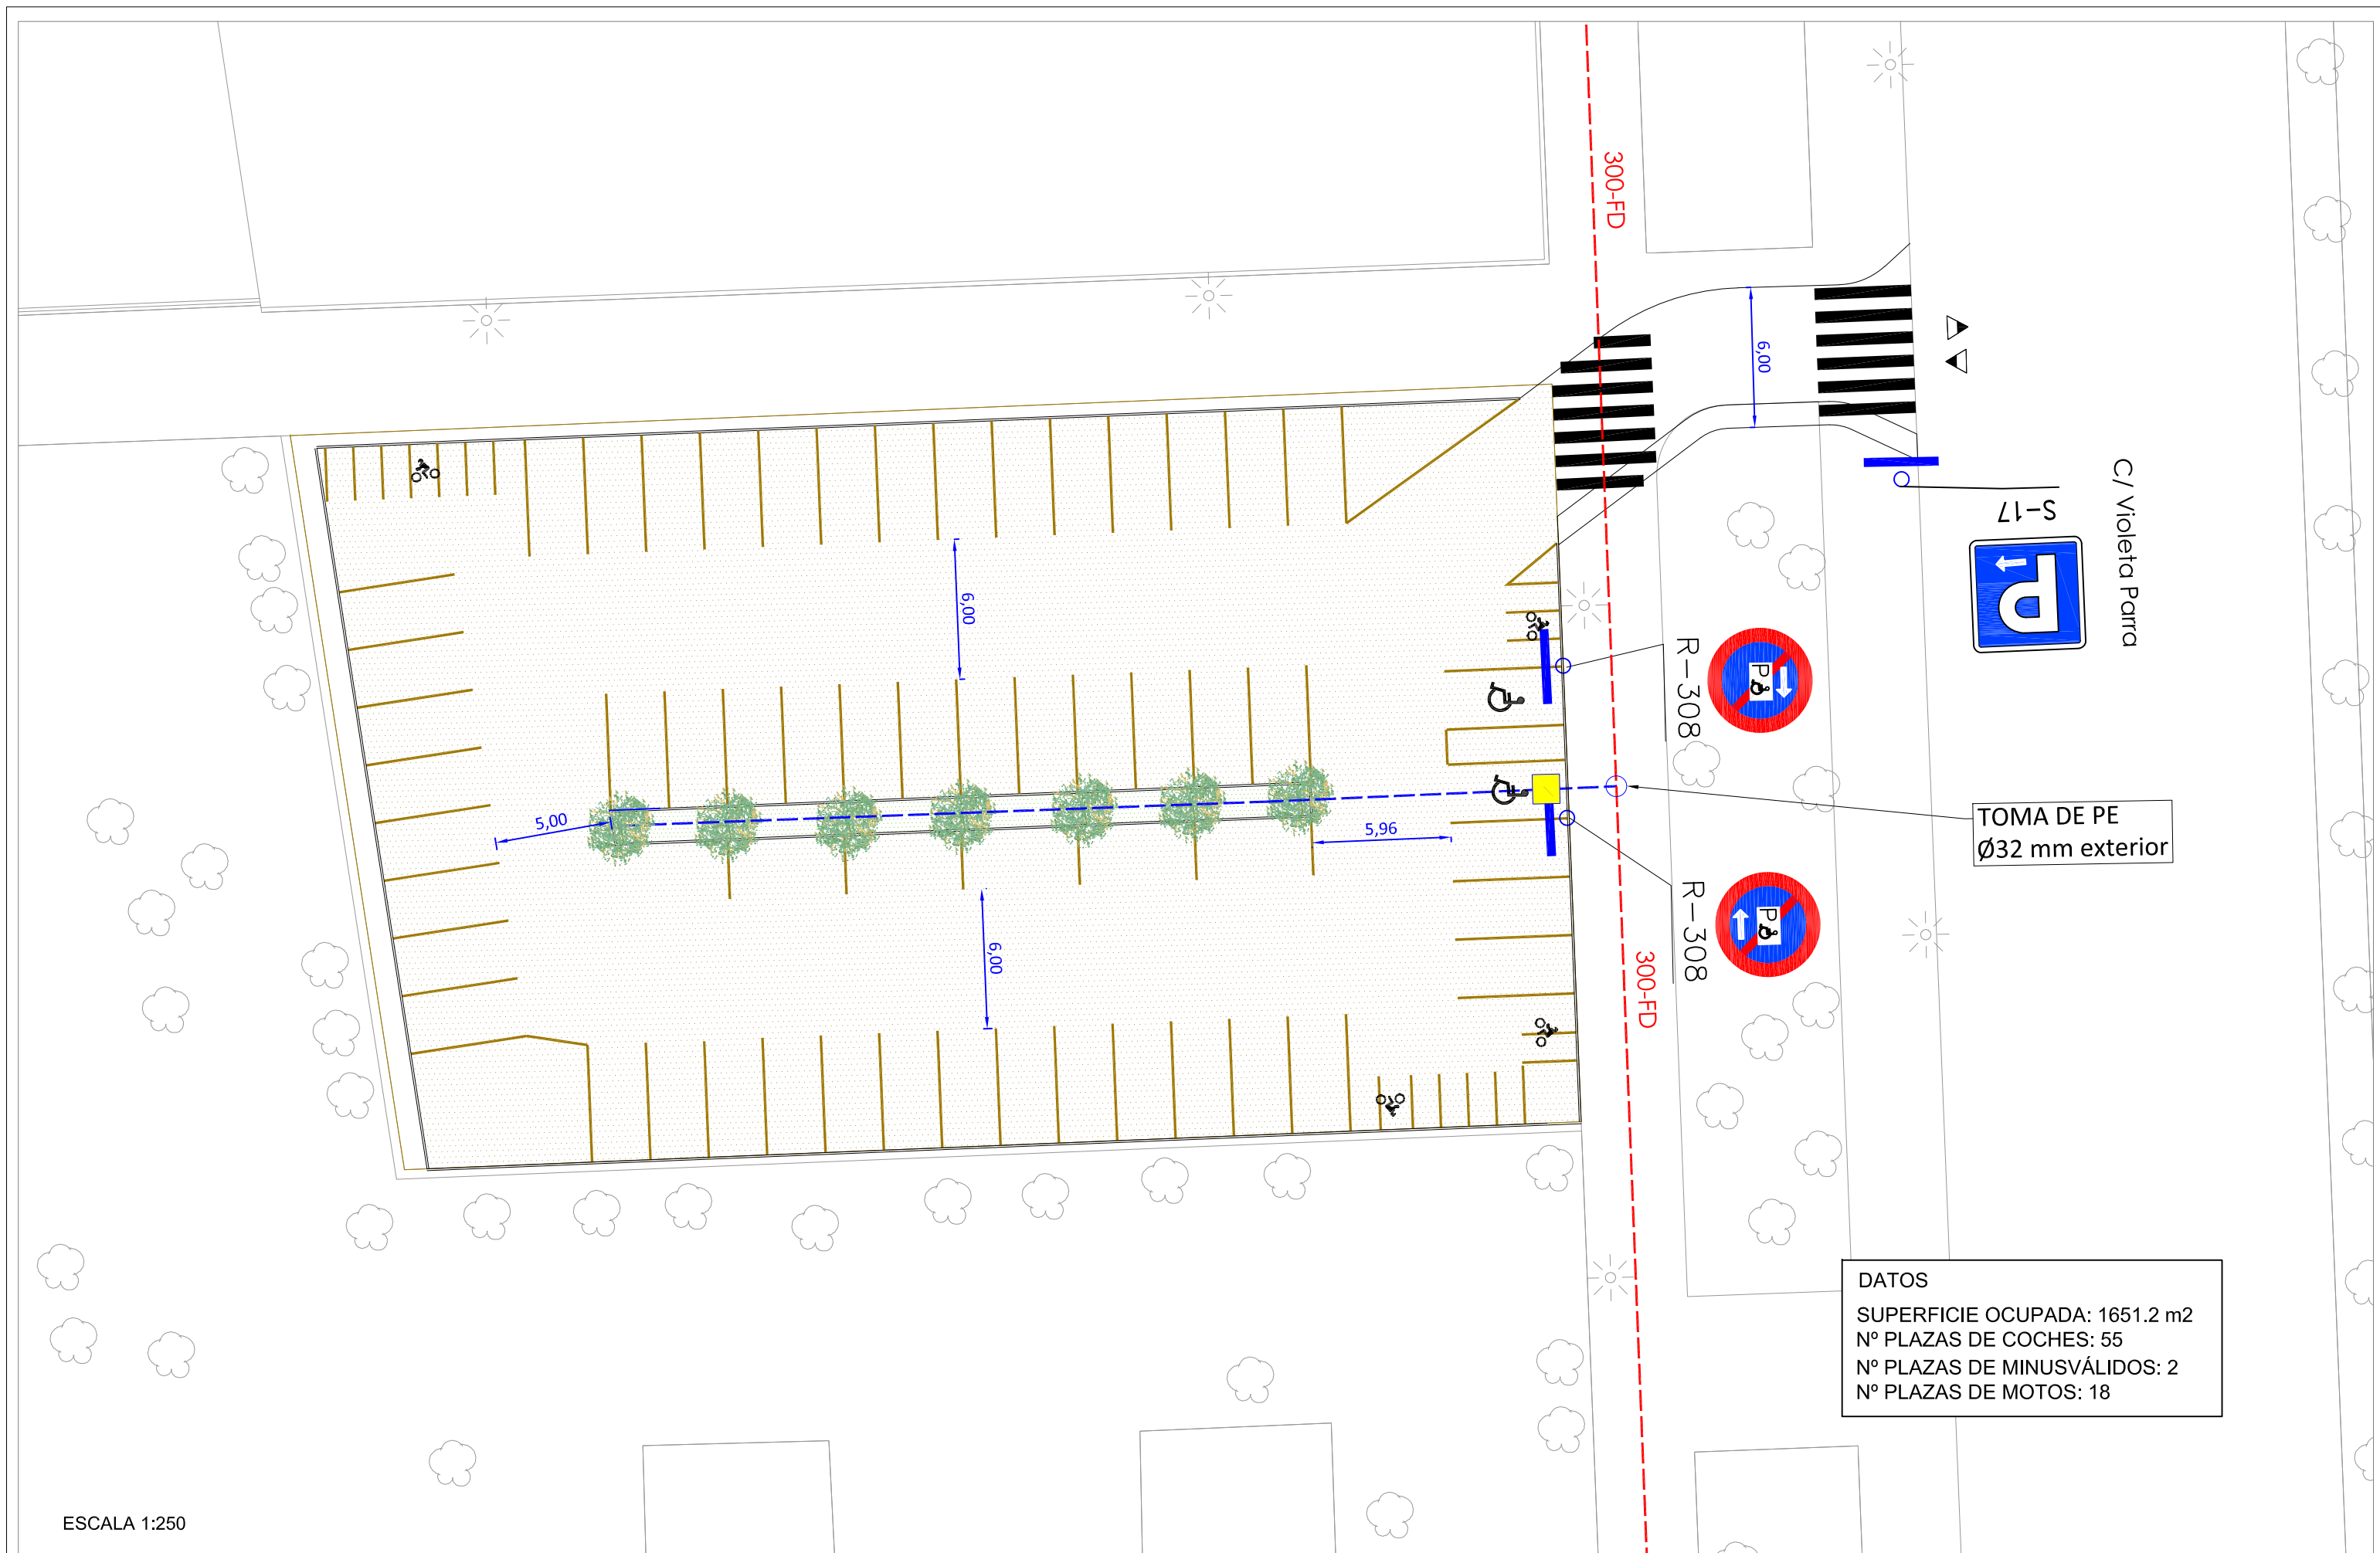 300-FD
6,00
C/ Violeta Parra
S-17
P
6,00
R-308
P
TOMA DE PE
Ø32 mm exterior
5,00
5,96
R-308
P
6,00
300-FD
DATOS
SUPERFICIE OCUPADA: 1651.2 m2
Nº PLAZAS DE COCHES: 55
Nº PLAZAS DE MINUSVÁLIDOS: 2
Nº PLAZAS DE MOTOS: 18
ESCALA 1:250